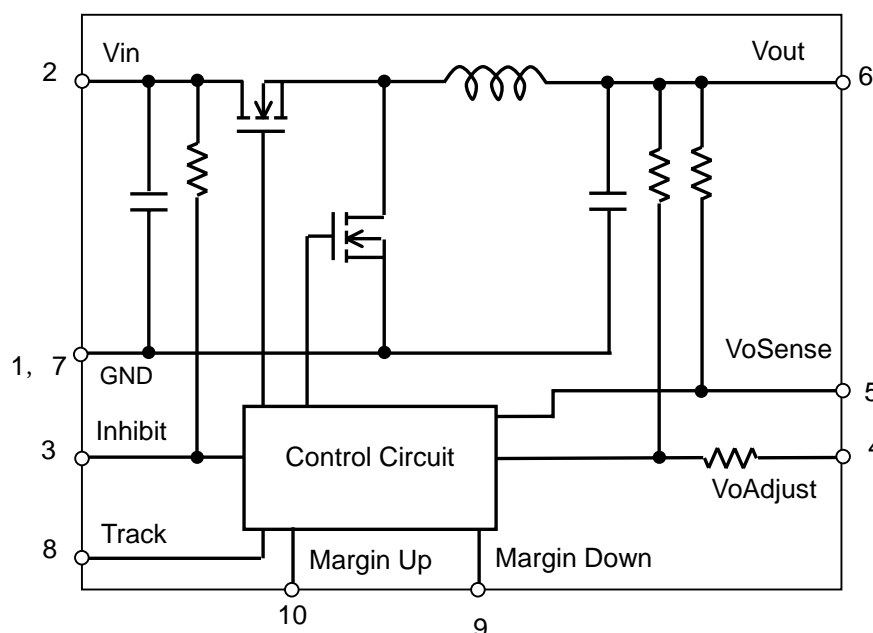 Vin
Vout
2
6
1, 7
GND
VoSense
5
Inhibit
3
Control Circuit
4
VoAdjust
Track
8
Margin Up
Margin Down
10
9